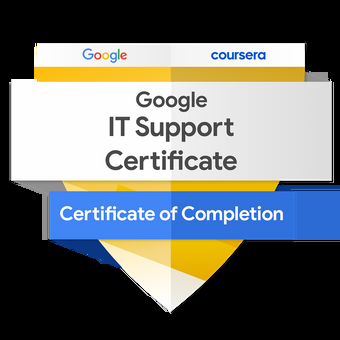 Google coursera
Google
IT Support
Certificate
Certificate of Completion